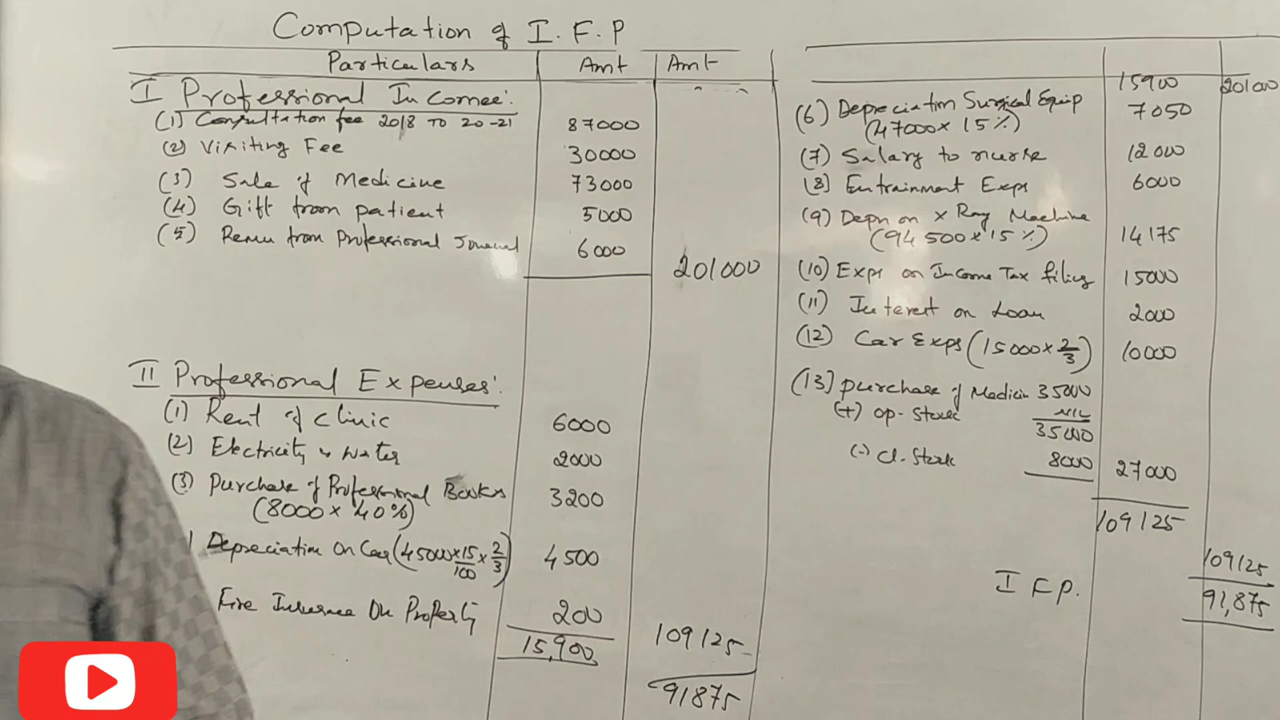 Computation of I. F. P
Particulars Amt Amt
I Professional Incomee:
(1) Consultation fee 2018 TO 20-21 87000
(2) Visiting Fee 30000
(3) Sale of Medicine 73000
(4) Gift from patient 5000
(5) Remu from Professional Journal 6000
201000
II Professional Expenses:
(1) Rent of clinic 6000
(2) Electricity & Water 2000
(3) Purchase of Professional Books 3200
(8000 x 40%)
Depreciation On Car (45000 x 15/100 x 2/3) 4500
Fire Insurance On Property 200
15,900 109125
91875
15900 201000
(6) Depreciation Surgical Equip 7050
(47000 x 15%)
(7) Salary to nurse 12000
(8) Entrainment Exps 6000
(9) Depn on x Ray Machine
(94500 x 15%) 14175
(10) Exps on Income Tax filing 15000
(11) Interest on Loan 2000
(12) Car Exps (15000 x 2/3) 10000
(13) purchase of Medicin 35000
(+) op. Stock NIL
35000
(-) Cl. Stock 8000 27000
109125
109125
I F P. 91,875